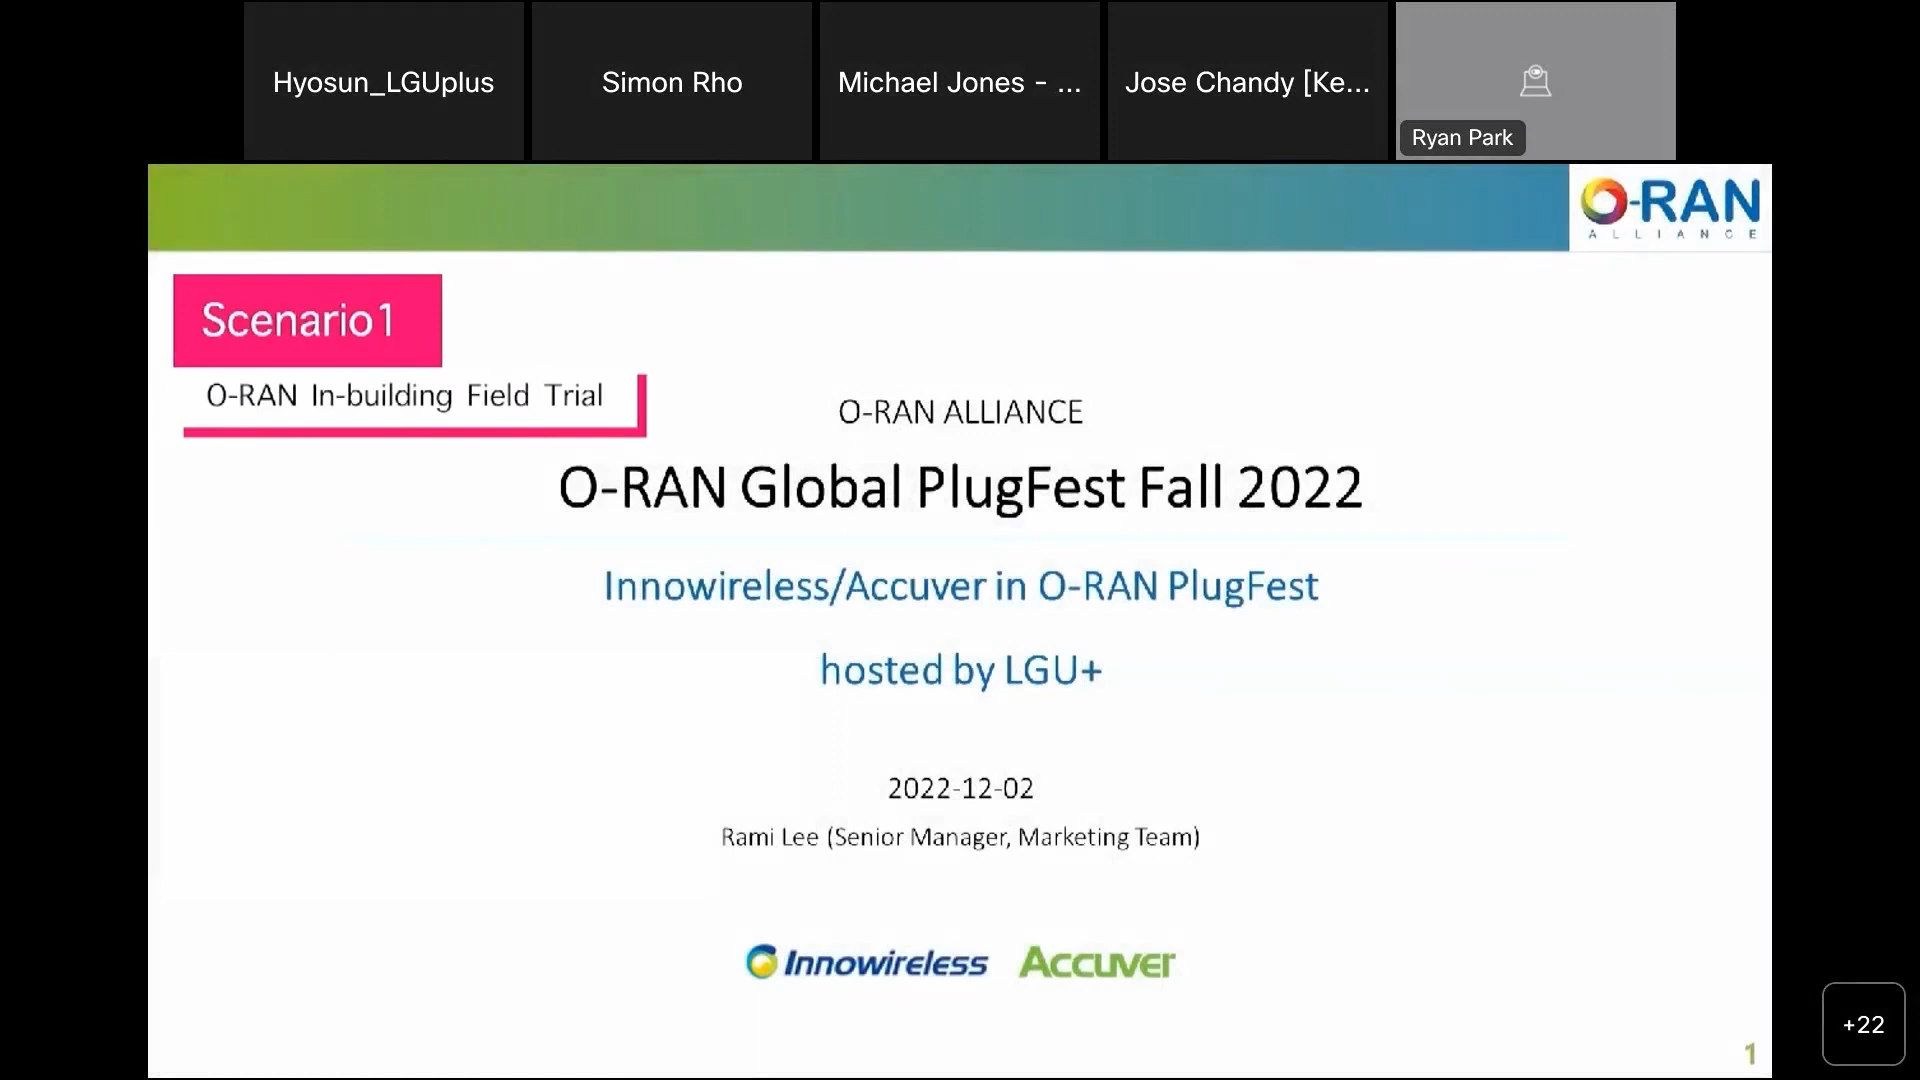 Hyosun_LGUplus
Simon Rho
Michael Jones - ...
Jose Chandy [Ke...
Ryan Park
O-RAN
ALLIANCE
Scenario1
O-RAN In-building Field Trial
O-RAN ALLIANCE
O-RAN Global PlugFest Fall 2022
Innowireless/Accuver in O-RAN PlugFest
hosted by LGU+
2022-12-02
Rami Lee (Senior Manager, Marketing Team)
Innowireless
Accuver
+22
1